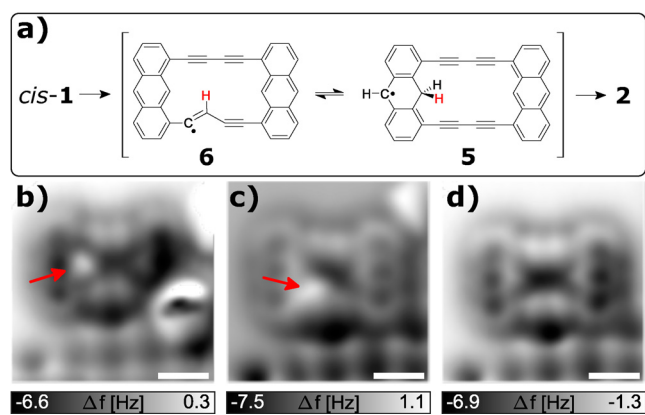 a)
cis-1
H
C
•
6
H
C
•
H
H
5
2
b)
c)
d)
-6.6 Δf [Hz] 0.3
-7.5 Δf [Hz] 1.1
-6.9 Δf [Hz] -1.3